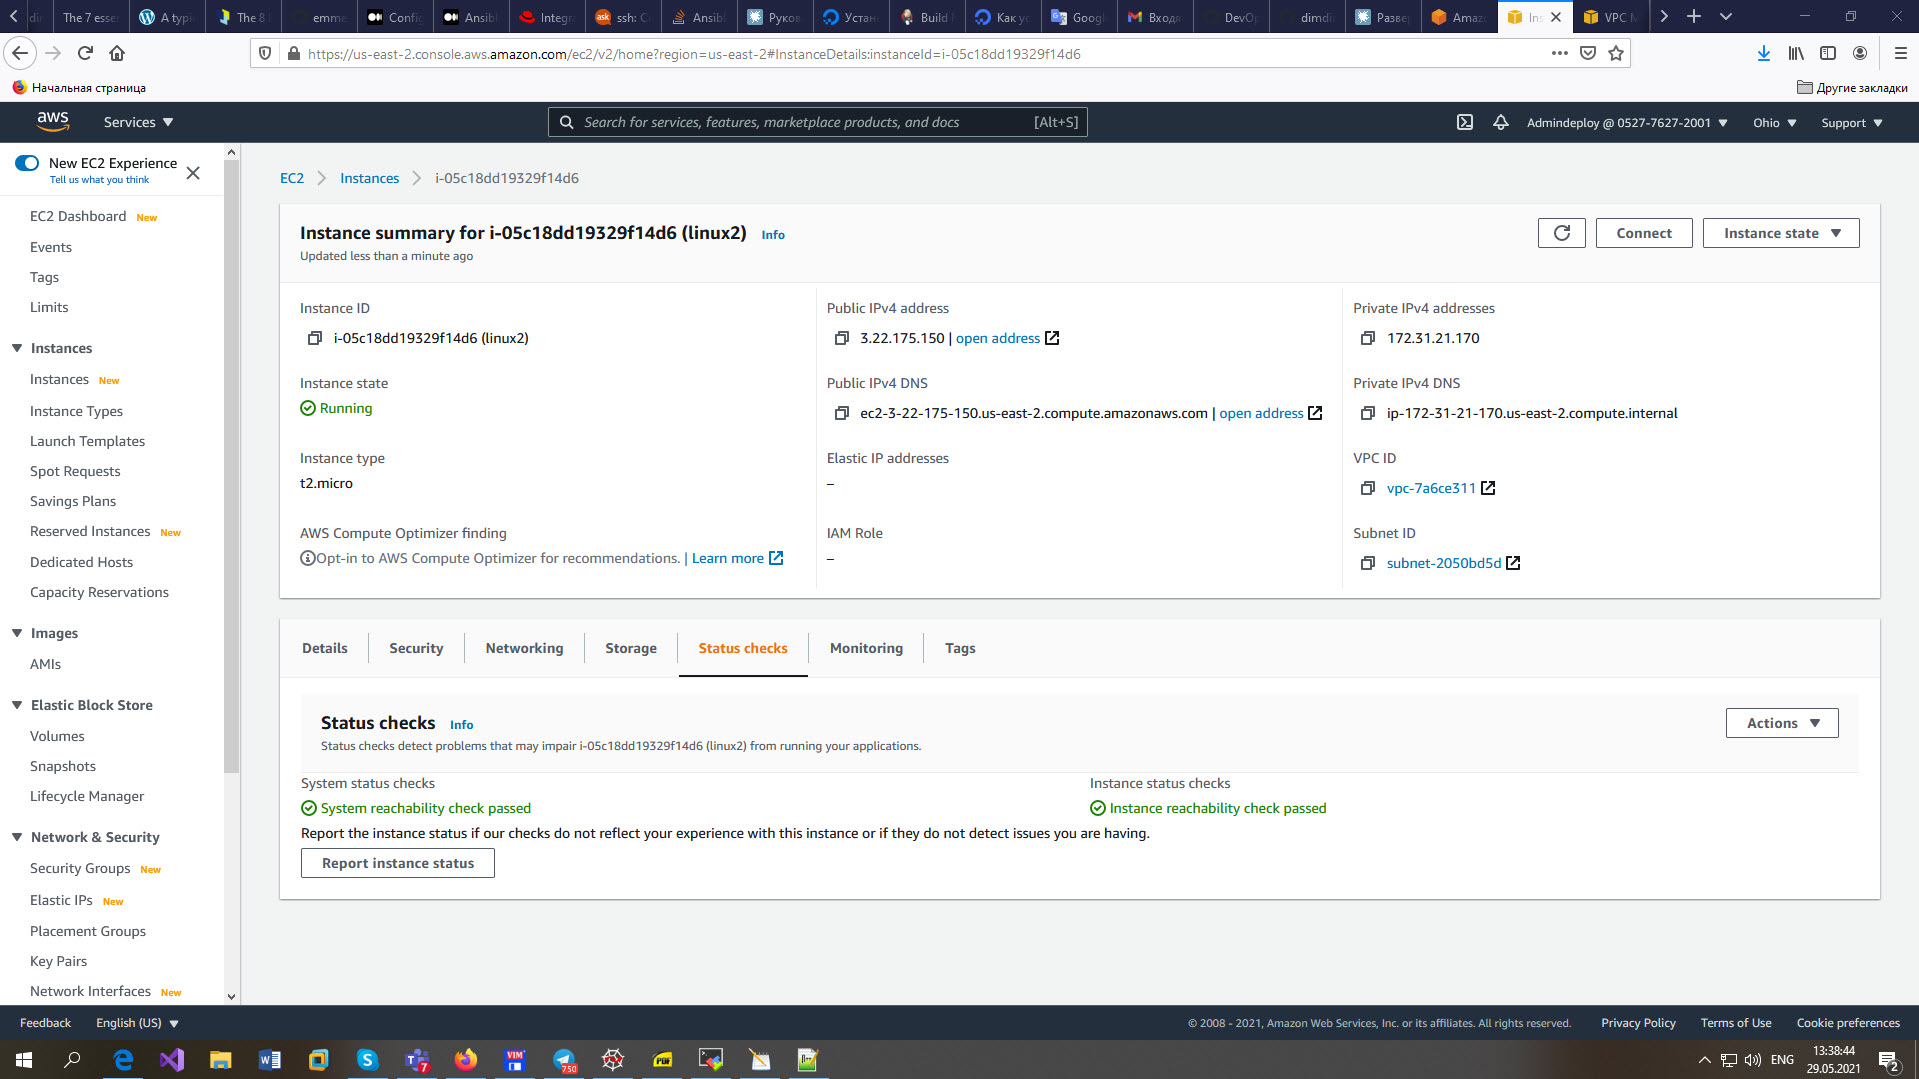 The 7 esser
A typi
The 8 I
emme
Config
Ansibl
Integra
ssh: C
Ansibl
Руков
Устан
Build I
Как ус
Googl
Входя
DevOp
dimdi
Разве
Amaz
Ins
VPC M
https://us-east-2.console.aws.amazon.com/ec2/v2/home?region=us-east-2#InstanceDetails:instanceId=i-05c18dd19329f14d6
Начальная страница
Другие закладки
aws
Services
Search for services, features, marketplace products, and docs
[Alt+S]
Admindeploy @ 0527-7627-2001
Ohio
Support
New EC2 Experience
Tell us what you think
EC2 Dashboard New
Events
Tags
Limits
Instances
Instances New
Instance Types
Launch Templates
Spot Requests
Savings Plans
Reserved Instances New
Dedicated Hosts
Capacity Reservations
Images
AMIs
Elastic Block Store
Volumes
Snapshots
Lifecycle Manager
Network & Security
Security Groups New
Elastic IPs New
Placement Groups
Key Pairs
Network Interfaces New
EC2
Instances
i-05c18dd19329f14d6
Instance summary for i-05c18dd19329f14d6 (linux2) Info
Updated less than a minute ago
Connect
Instance state
Instance ID
i-05c18dd19329f14d6 (linux2)
Public IPv4 address
3.22.175.150 | open address
Private IPv4 addresses
172.31.21.170
Instance state
Running
Public IPv4 DNS
ec2-3-22-175-150.us-east-2.compute.amazonaws.com | open address
Private IPv4 DNS
ip-172-31-21-170.us-east-2.compute.internal
Instance type
t2.micro
Elastic IP addresses
–
VPC ID
vpc-7a6ce311
AWS Compute Optimizer finding
Opt-in to AWS Compute Optimizer for recommendations. | Learn more
IAM Role
–
Subnet ID
subnet-2050bd5d
Details
Security
Networking
Storage
Status checks
Monitoring
Tags
Status checks Info
Status checks detect problems that may impair i-05c18dd19329f14d6 (linux2) from running your applications.
Actions
System status checks
System reachability check passed
Instance status checks
Instance reachability check passed
Report the instance status if our checks do not reflect your experience with this instance or if they do not detect issues you are having.
Report instance status
Feedback
English (US)
© 2008 - 2021, Amazon Web Services, Inc. or its affiliates. All rights reserved.
Privacy Policy
Terms of Use
Cookie preferences
7
VIM
750
PDF
ENG
13:38:44
29.05.2021
2